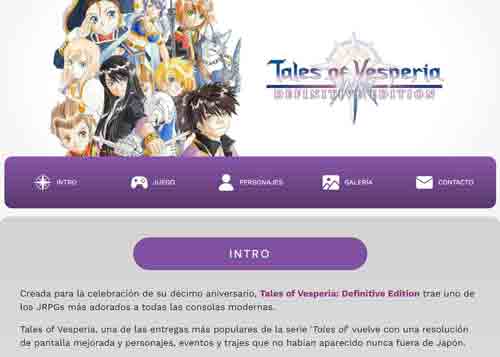 Tales of Vesperia
DEFINITIVE EDITION
INTRO
JUEGO
PERSONAJES
GALERÍA
CONTACTO
INTRO
Creada para la celebración de su décimo aniversario, Tales of Vesperia: Definitive Edition trae uno de
los JRPGs más adorados a todas las consolas modernas.
Tales of Vesperia, una de las entregas más populares de la serie 'Tales of' vuelve con una resolución
de pantalla mejorada y personajes, eventos y trajes que no habían aparecido nunca fuera de Japón.